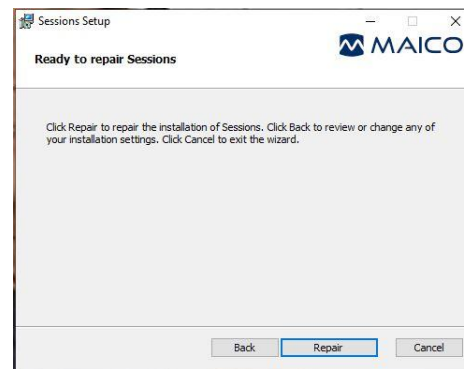 Sessions Setup
MAICO
Ready to repair Sessions
Click Repair to repair the installation of Sessions. Click Back to review or change any of
your installation settings. Click Cancel to exit the wizard.
Back Repair Cancel